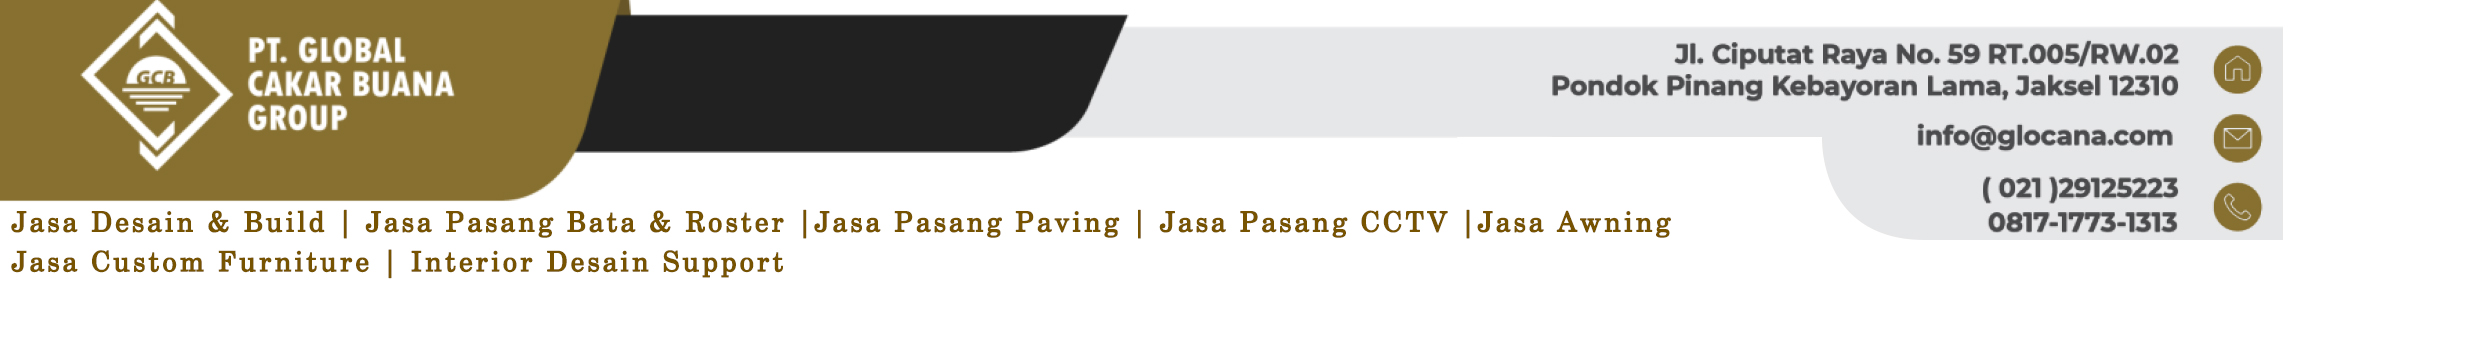 GCB
PT. GLOBAL
CAKAR BUANA
GROUP
Jl. Ciputat Raya No. 59 RT.005/RW.02
Pondok Pinang Kebayoran Lama, Jaksel 12310
info@glocana.com
( 021 )29125223
0817-1773-1313
Jasa Desain & Build | Jasa Pasang Bata & Roster |Jasa Pasang Paving | Jasa Pasang CCTV |Jasa Awning
Jasa Custom Furniture | Interior Desain Support